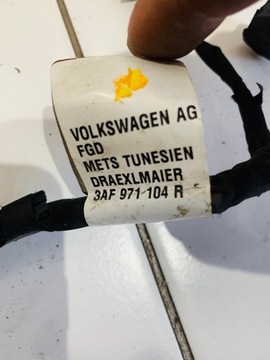 VOLKSWAGEN AG
FGD
METS TUNESIEN
DRAEXLMAIER
3AF 971 104 R